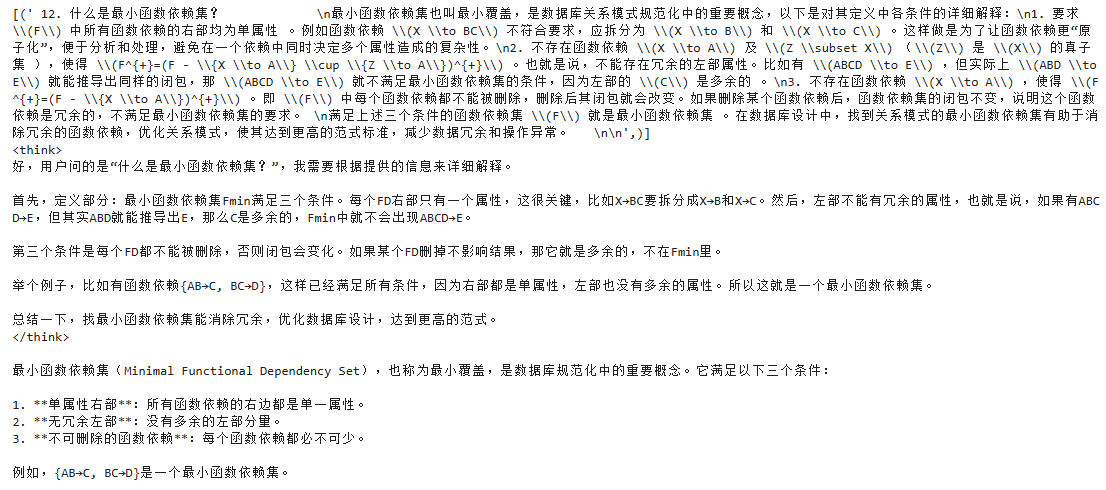 [(' 12. 什么是最小函数依赖集?            \n最小函数依赖集也叫最小覆盖，是数据库关系模式规范化中的重要概念，以下是对其定义中各条件的详细解释：\n1. 要求
\\(F\\) 中所有函数依赖的右部均为单属性 。例如函数依赖 \\(X \\to BC\\) 不符合要求，应拆分为 \\(X \\to B\\) 和 \\(X \\to C\\) 。这样做是为了让函数依赖更“原
子化”，便于分析和处理，避免在一个依赖中同时决定多个属性造成的复杂性。\n2. 不存在函数依赖 \\(X \\to A\\) 及 \\(Z \\subset X\\) （\\(Z\\) 是 \\(X\\) 的真子
集 ），使得 \\(F^{+}=(F - \\{X \\to A\\} \\cup \\{Z \\to A\\})^{+}\\) 。也就是说，不能存在冗余的左部属性。比如有 \\(ABCD \\to E\\) ，但实际上 \\(ABD \\to
E\\) 就能推导出同样的闭包，那 \\(ABCD \\to E\\) 就不满足最小函数依赖集的条件，因为左部的 \\(C\\) 是多余的 。\n3. 不存在函数依赖 \\(X \\to A\\) ，使得 \\(F
^{+}=(F - \\{X \\to A\\})^{+}\\) 。即 \\(F\\) 中每个函数依赖都不能被删除，删除后其闭包就会改变。如果删除某个函数依赖后，函数依赖集的闭包不变，说明这个函数
依赖是冗余的，不满足最小函数依赖集的要求。 \n满足上述三个条件的函数依赖集 \\(F\\) 就是最小函数依赖集 。在数据库设计中，找到关系模式的最小函数依赖集有助于消
除冗余的函数依赖，优化关系模式，使其达到更高的范式标准，减少数据冗余和操作异常。   \n\n',)]
<think>
好，用户问的是“什么是最小函数依赖集？”，我需要根据提供的信息来详细解释。

首先，定义部分：最小函数依赖集Fmin满足三个条件。每个FD右部只有一个属性，这很关键，比如X→BC要拆分成X→B和X→C。然后，左部不能有冗余的属性，也就是说，如果有ABC
D→E，但其实ABD就能推导出E，那么C是多余的，Fmin中就不会出现ABCD→E。

第三个条件是每个FD都不能被删除，否则闭包会变化。如果某个FD删掉不影响结果，那它就是多余的，不在Fmin里。

举个例子，比如有函数依赖{AB→C, BC→D}，这样已经满足所有条件，因为右部都是单属性，左部也没有多余的属性。所以这就是一个最小函数依赖集。

总结一下，找最小函数依赖集能消除冗余，优化数据库设计，达到更高的范式。
</think>

最小函数依赖集（Minimal Functional Dependency Set），也称为最小覆盖，是数据库规范化中的重要概念。它满足以下三个条件：

1. **单属性右部**：所有函数依赖的右边都是单一属性。
2. **无冗余左部**：没有多余的左部分量。
3. **不可删除的函数依赖**：每个函数依赖都必不可少。

例如，{AB→C, BC→D}是一个最小函数依赖集。